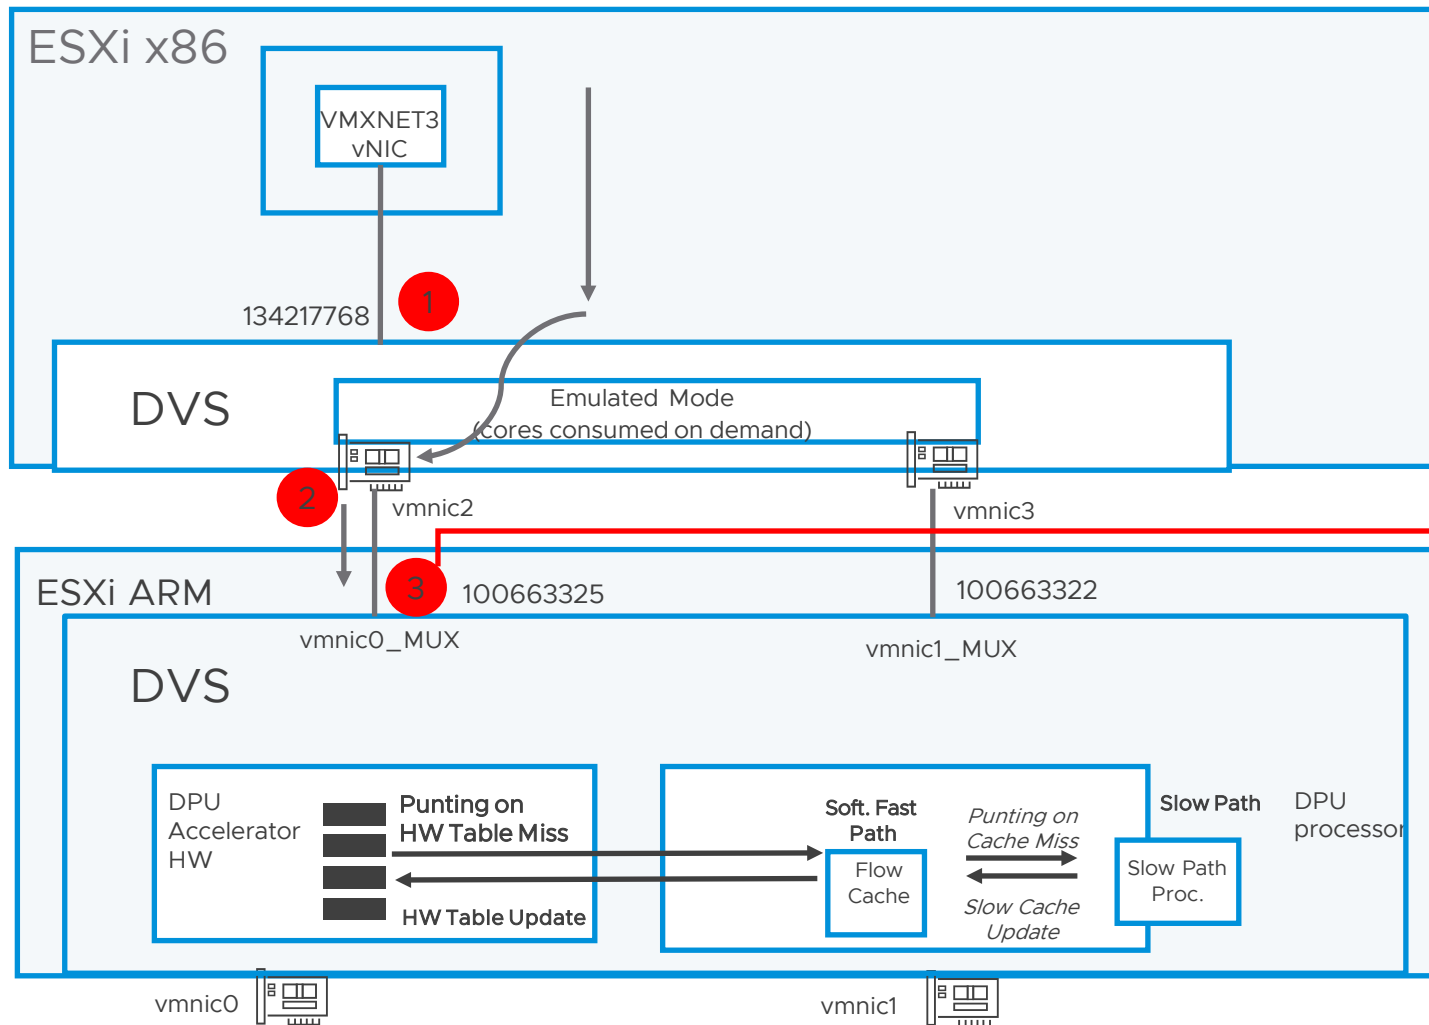 ESXi x86
VMXNET3
vNIC
134217768
1
DVS
Emulated Mode
(cores consumed on demand)
2
vmnic2
vmnic3
ESXi ARM
3
100663325
100663322
vmnic0_MUX
vmnic1_MUX
DVS
DPU
Accelerator
HW
Punting on
HW Table Miss
HW Table Update
Soft. Fast
Path
Flow
Cache
Punting on
Cache Miss
Slow Cache
Update
Slow Path
Slow Path
Proc.
DPU
processor
vmnic0
vmnic1